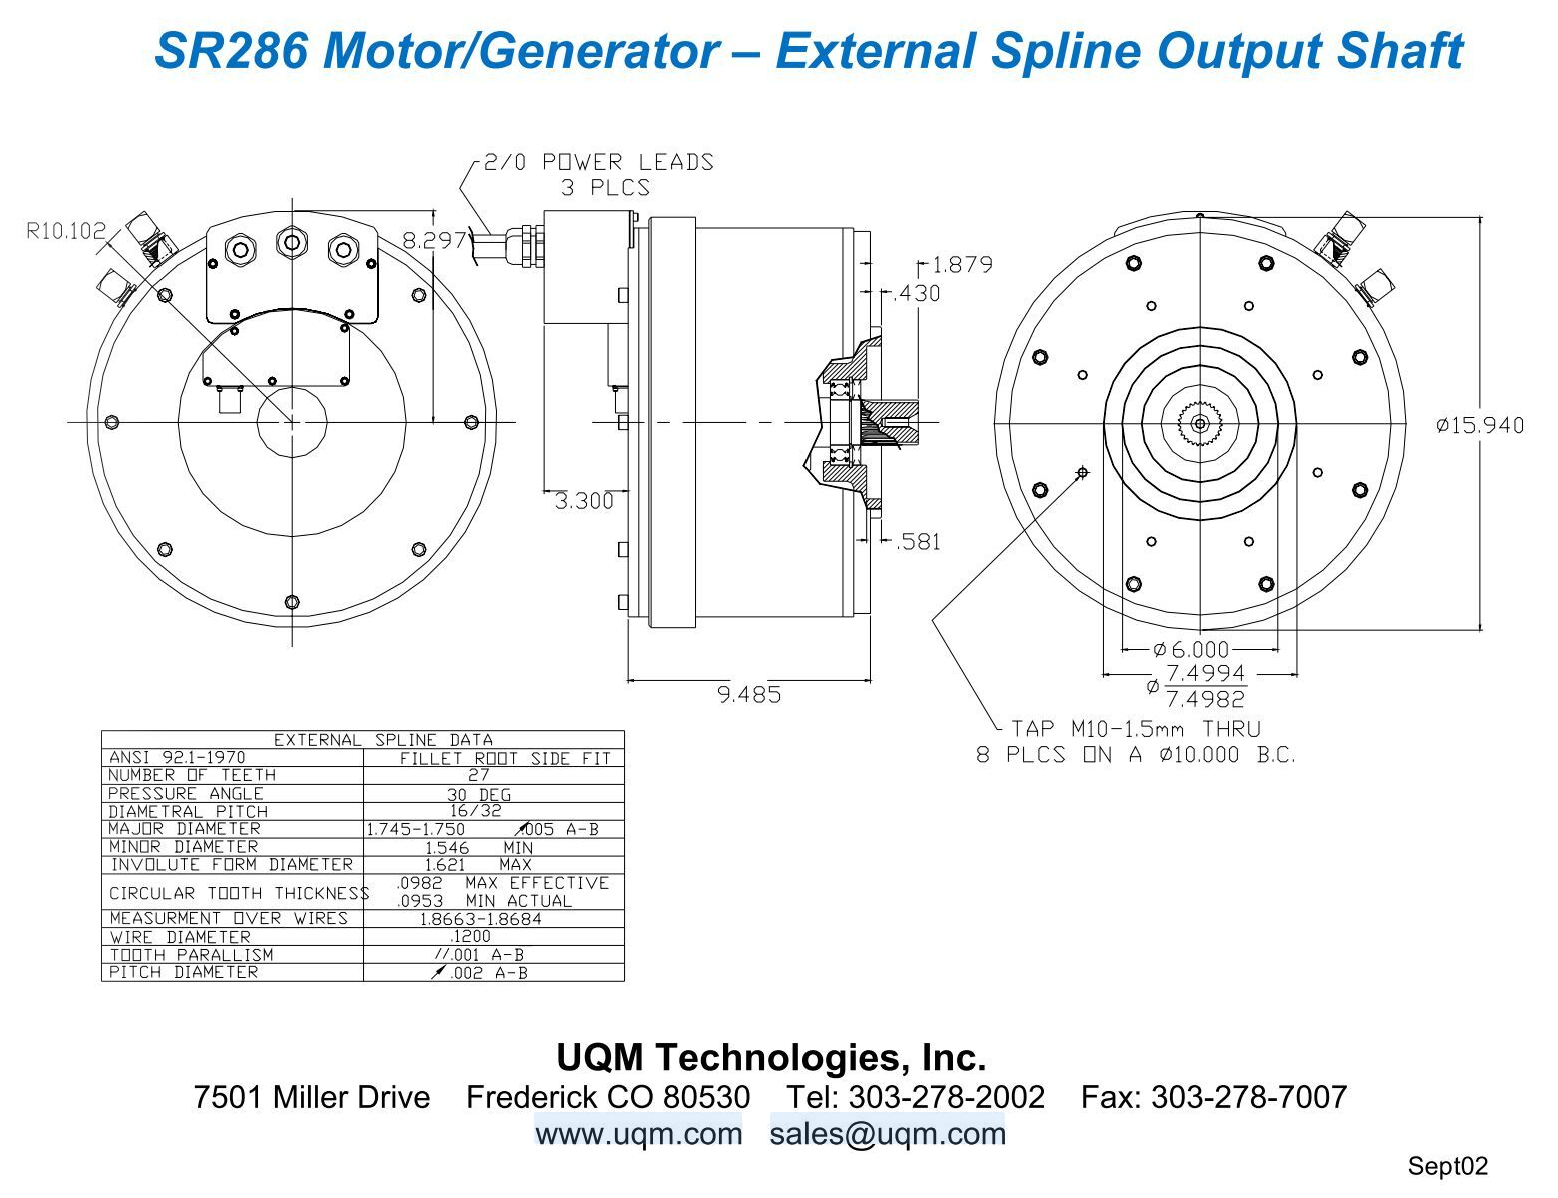 SR286 Motor/Generator – External Spline Output Shaft
2/0 POWER LEADS
3 PLCS
R10.102
8.297
1.879
.430
3.300
.581
9.485
Ø15.940
Ø6.000
Ø 7.4994
7.4982
TAP M10-1.5mm THRU
8 PLCS ON A Ø10.000 B.C.
EXTERNAL SPLINE DATA
ANSI 92.1-1970 FILLET ROOT SIDE FIT
NUMBER OF TEETH 27
PRESSURE ANGLE 30 DEG
DIAMETRAL PITCH 16/32
MAJOR DIAMETER 1.745-1.750 .005 A-B
MINOR DIAMETER 1.546 MIN
INVOLUTE FORM DIAMETER 1.621 MAX
CIRCULAR TOOTH THICKNESS .0982 MAX EFFECTIVE
.0953 MIN ACTUAL
MEASURMENT OVER WIRES 1.8663-1.8684
WIRE DIAMETER .1200
TOOTH PARALLISM //.001 A-B
PITCH DIAMETER .002 A-B
UQM Technologies, Inc.
7501 Miller Drive Frederick CO 80530 Tel: 303-278-2002 Fax: 303-278-7007
www.uqm.com sales@uqm.com
Sept02